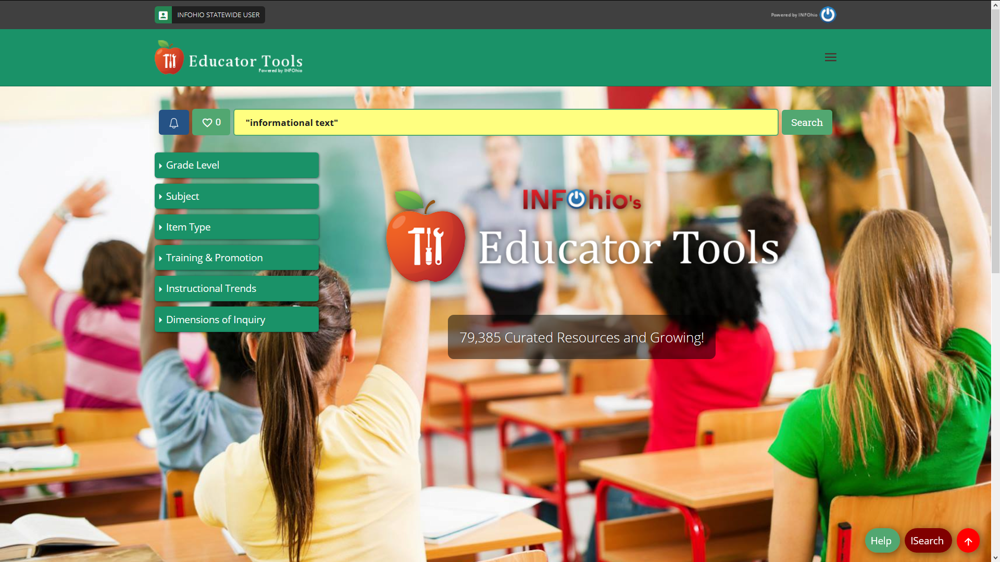 INFOHIO STATEWIDE USER
Powered by INFOhio
Educator Tools
Powered by INFOhio
0
"informational text"
Search
Grade Level
Subject
Item Type
Training & Promotion
Instructional Trends
Dimensions of Inquiry
INFOhio's
Educator Tools
79,385 Curated Resources and Growing!
Help
ISearch